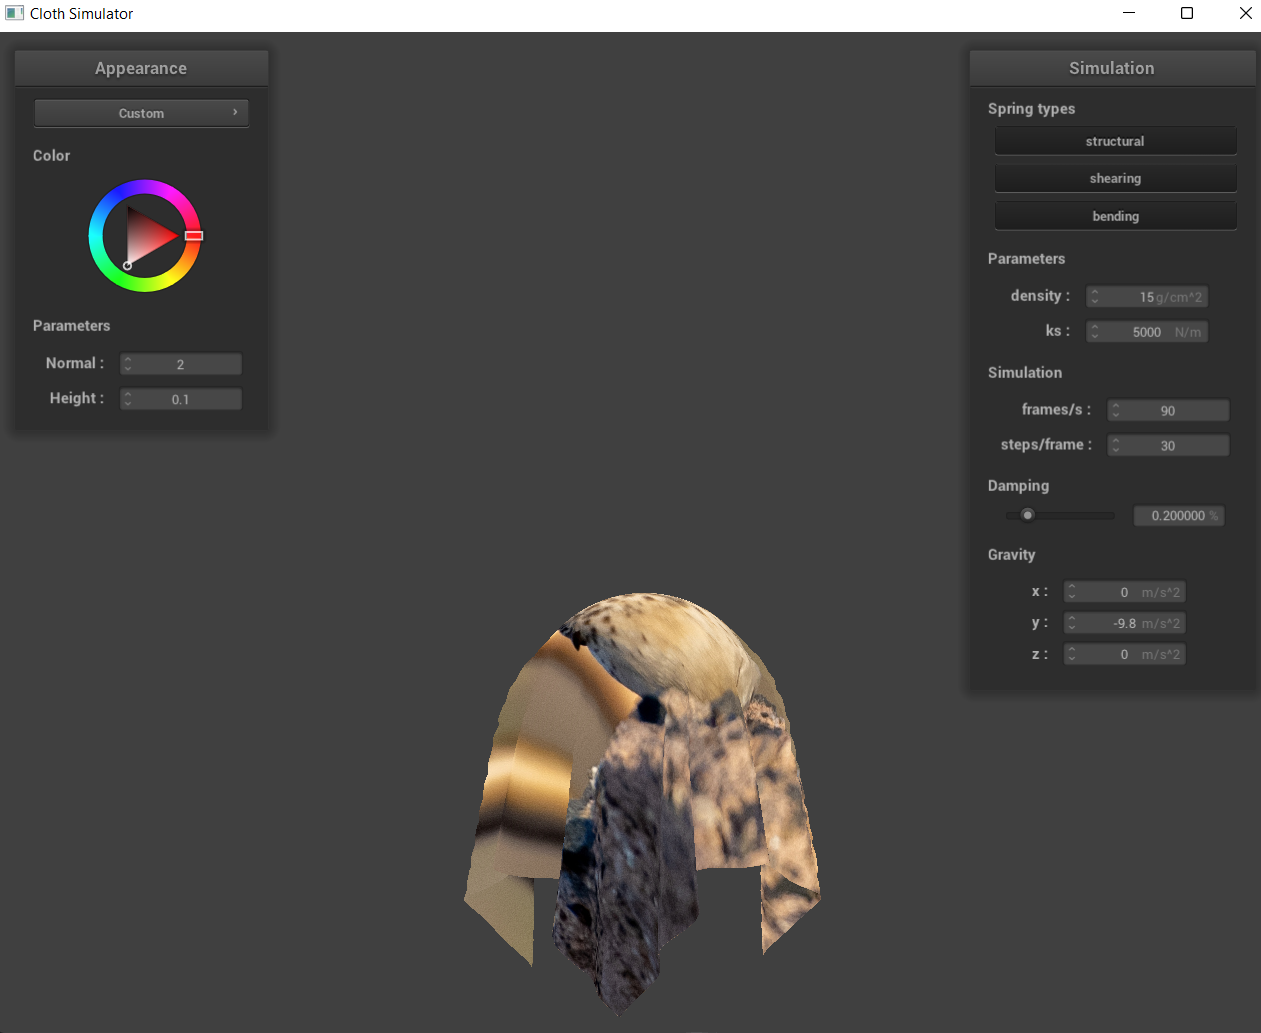 Cloth Simulator
Appearance
Custom
Color
Parameters
Normal : 2
Height : 0.1
Simulation
Spring types
structural
shearing
bending
Parameters
density : 15 g/cm^2
ks : 5000 N/m
Simulation
frames/s : 90
steps/frame : 30
Damping
0.200000 %
Gravity
x : 0 m/s^2
y : -9.8 m/s^2
z : 0 m/s^2